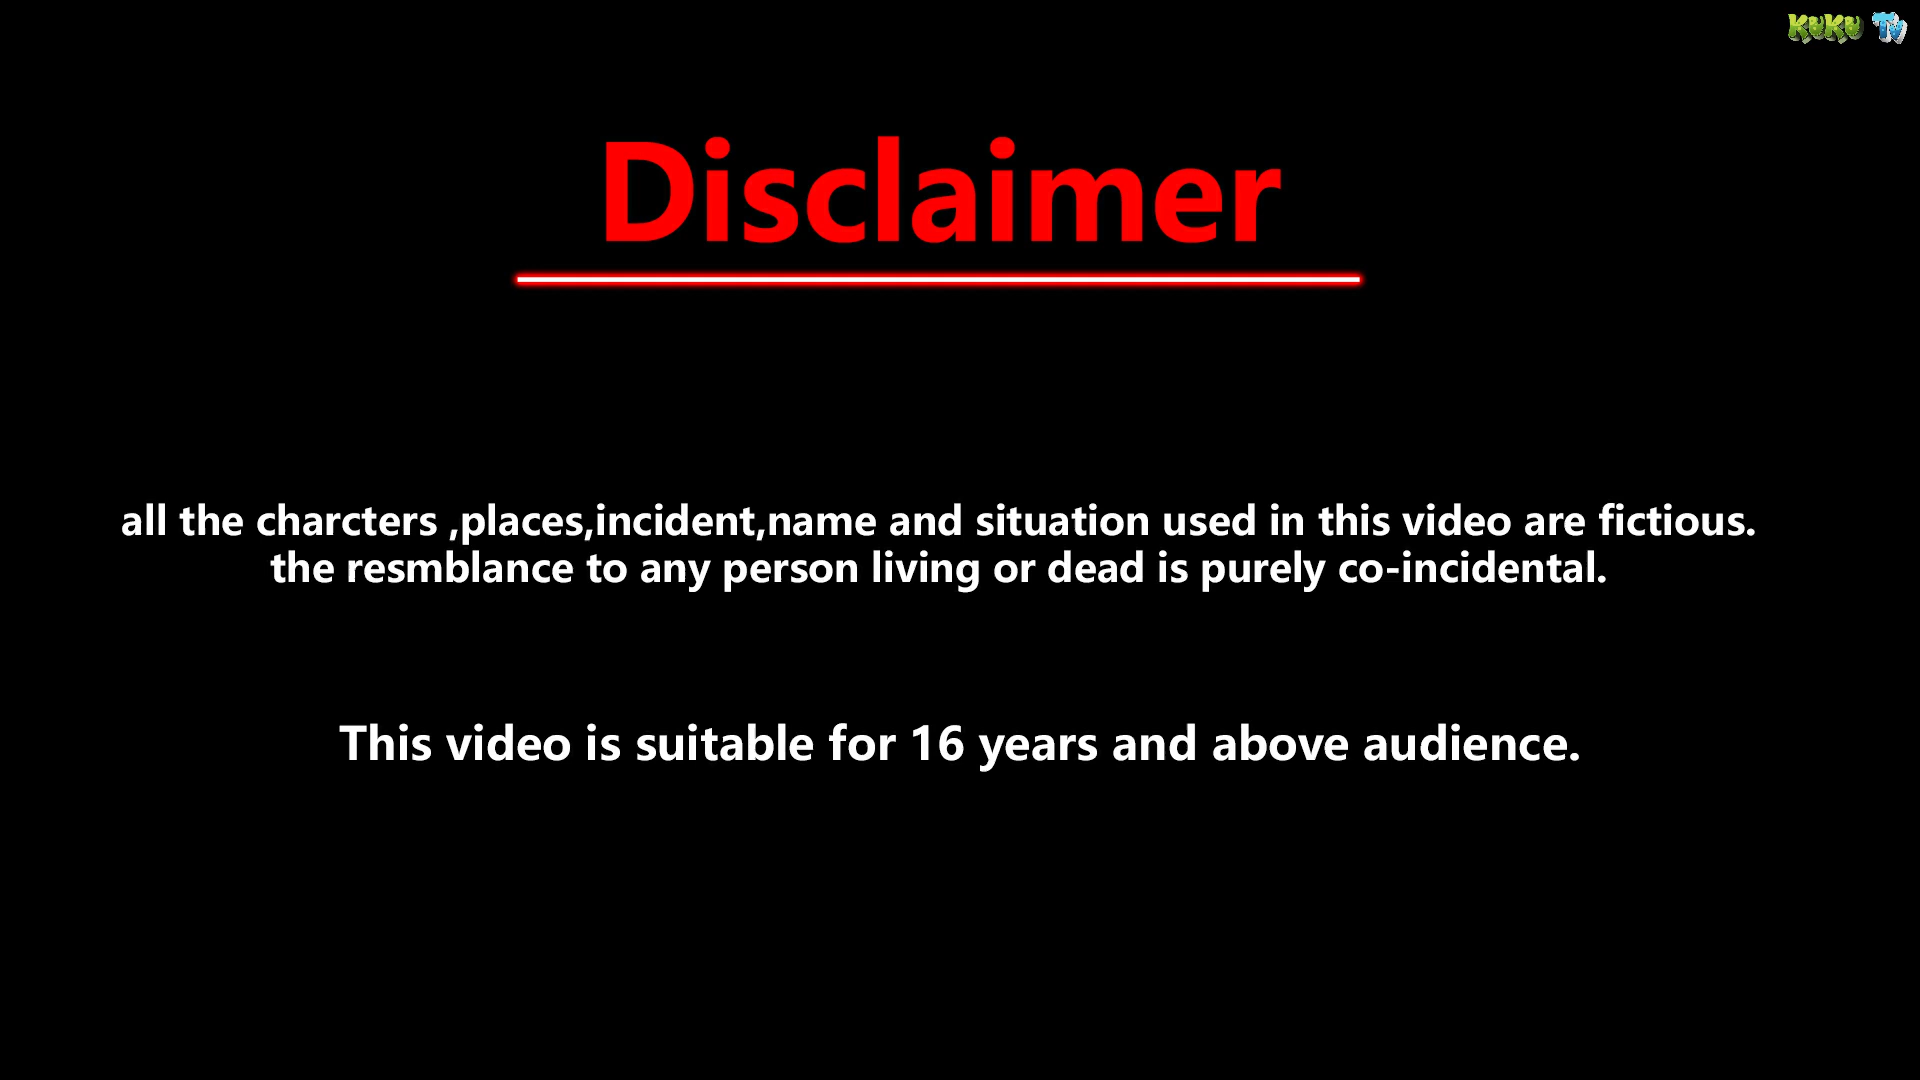 KUKU TV
Disclaimer
all the charcters ,places,incident,name and situation used in this video are fictious.
the resmblance to any person living or dead is purely co-incidental.
This video is suitable for 16 years and above audience.